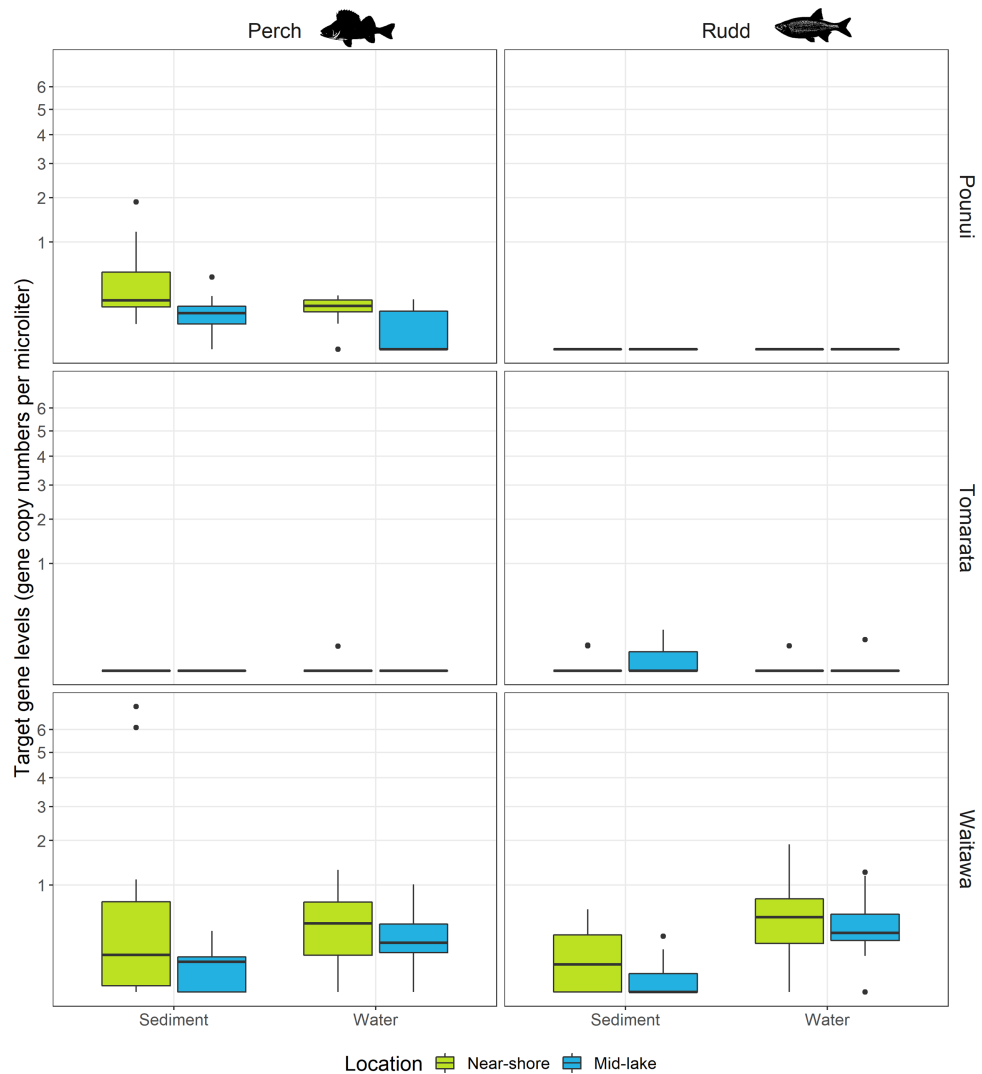 Perch
Rudd
Target gene levels (gene copy numbers per microliter)
6
5
4
3
2
1
Pounui
6
5
4
3
2
1
Tomarata
6
5
4
3
2
1
Waitawa
Sediment
Water
Sediment
Water
Location Near-shore Mid-lake